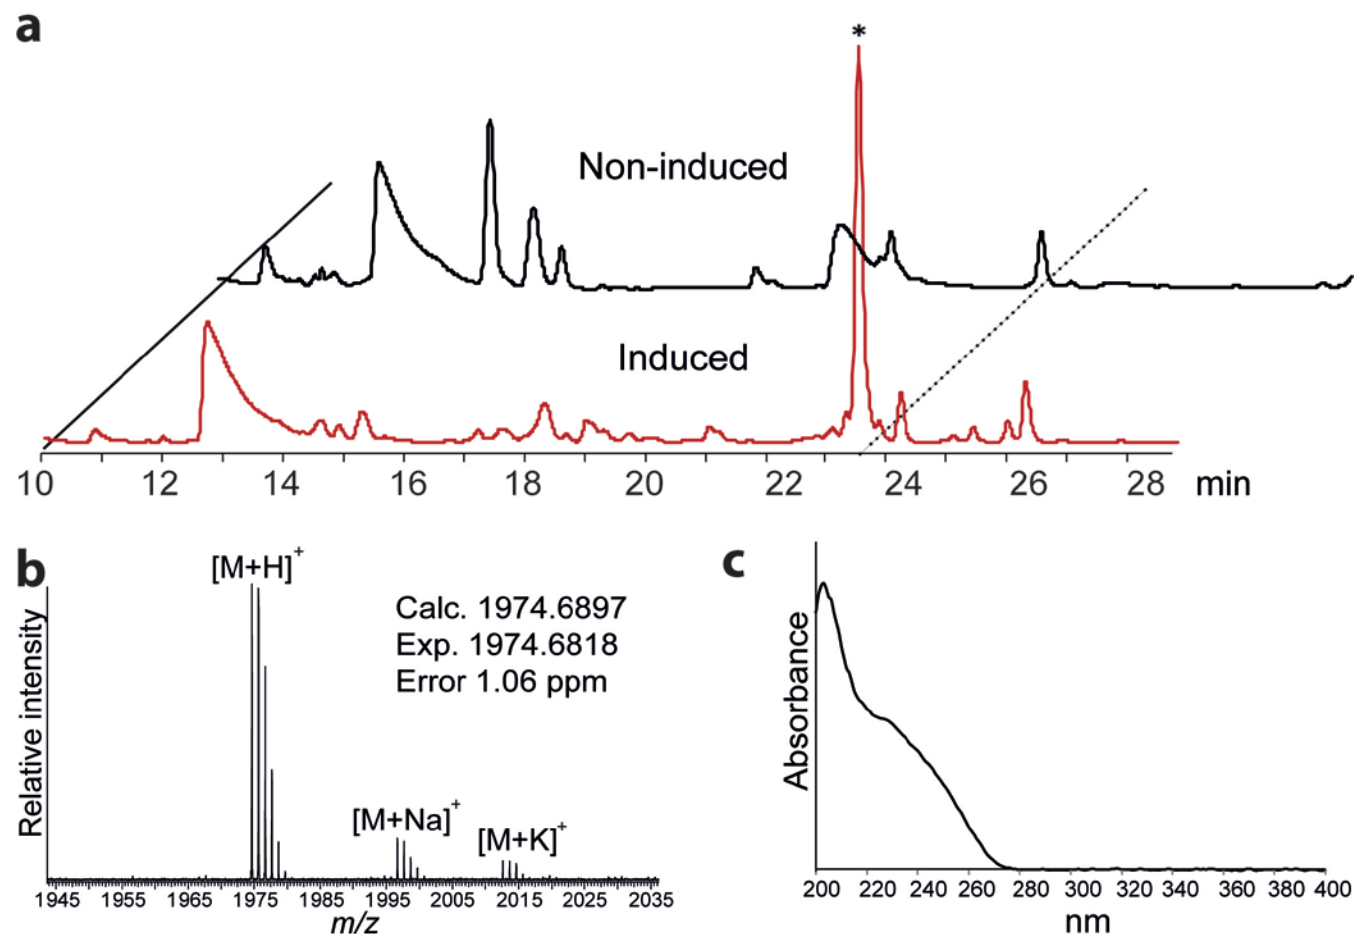 a
*
Non-induced
Induced
10 12 14 16 18 20 22 24 26 28 min
b
[M+H]+
Calc. 1974.6897
Exp. 1974.6818
Error 1.06 ppm
[M+Na]+
[M+K]+
Relative intensity
1945 1955 1965 1975 1985 1995 2005 2015 2025 2035
m/z
c
Absorbance
200 220 240 260 280 300 320 340 360 380 400
nm